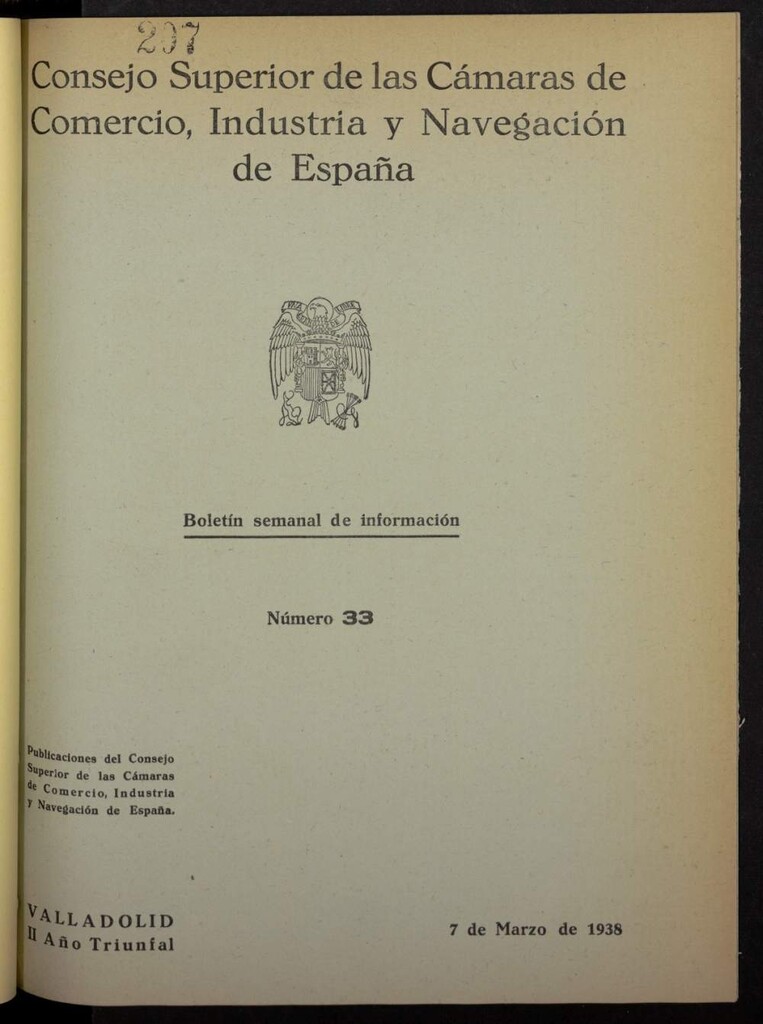 207
Consejo Superior de las Cámaras de
Comercio, Industria y Navegación
de España
Boletín semanal de información
Número 33
Publicaciones del Consejo
Superior de las Cámaras
de Comercio, Industria
y Navegación de España.
VALLADOLID
II Año Triunfal
7 de Marzo de 1938